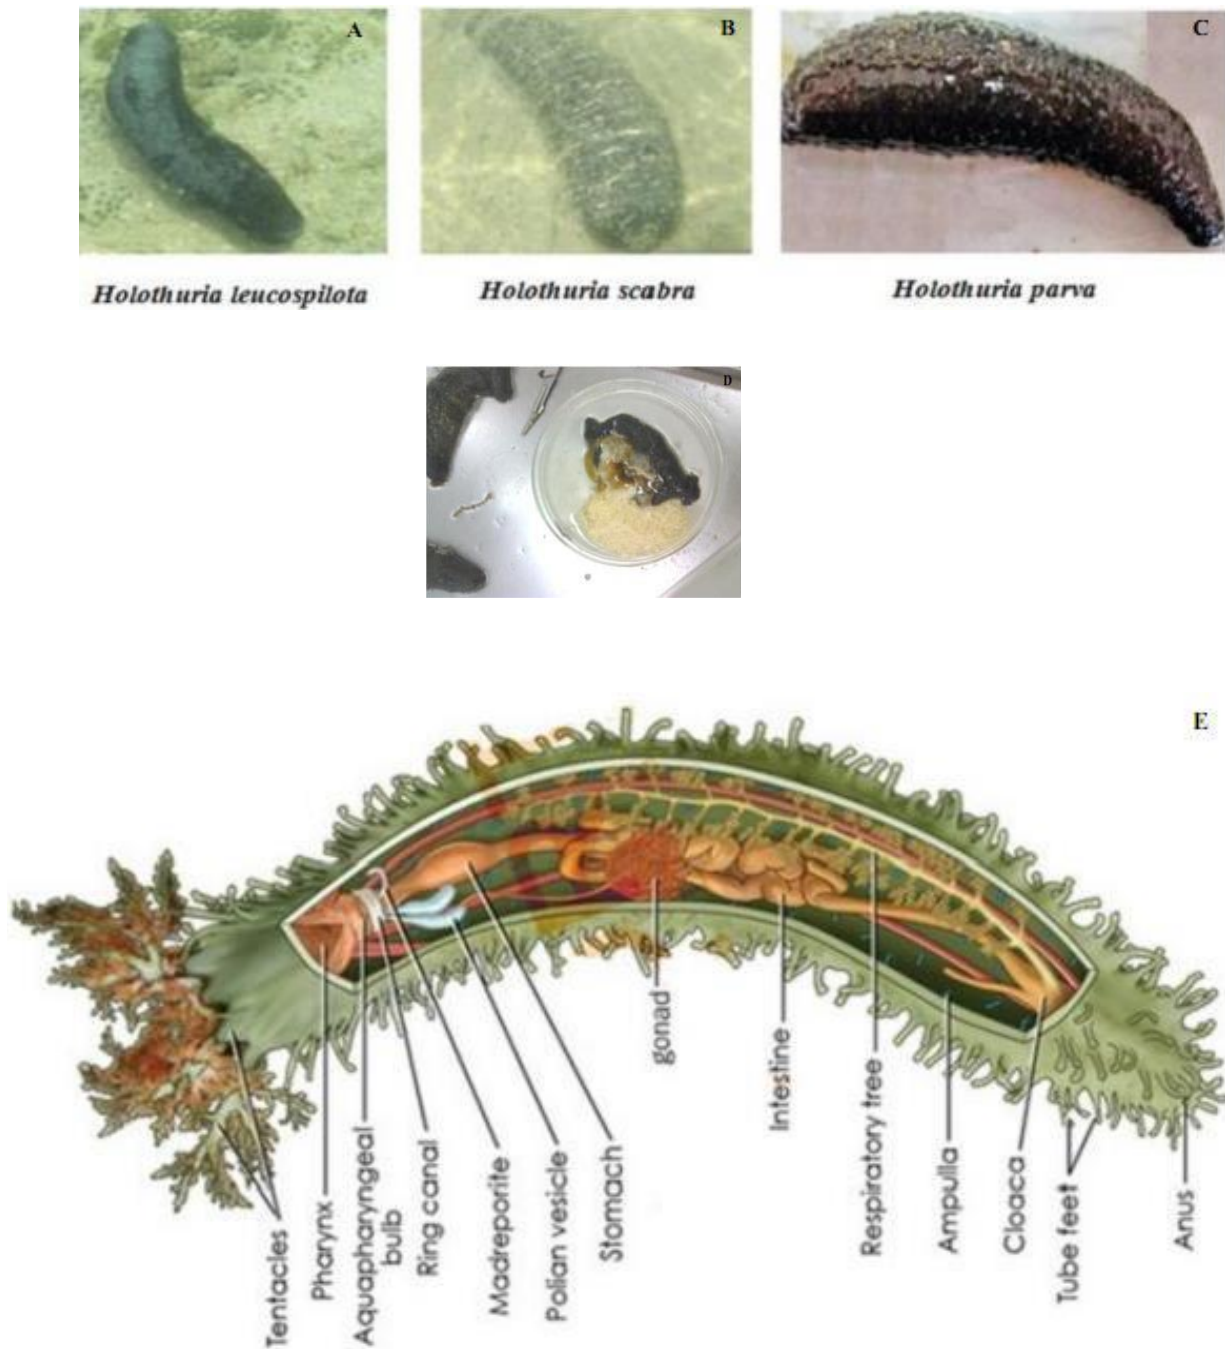 A
B
C
Holothuria leucospilota
Holothuria scabra
Holothuria parva
D
E
Tentacles
Pharynx
Aquapharyngeal
bulb
Ring canal
Madreporite
Polian vesicle
Stomach
gonad
Intestine
Respiratory tree
Ampulla
Cloaca
Tube feet
Anus